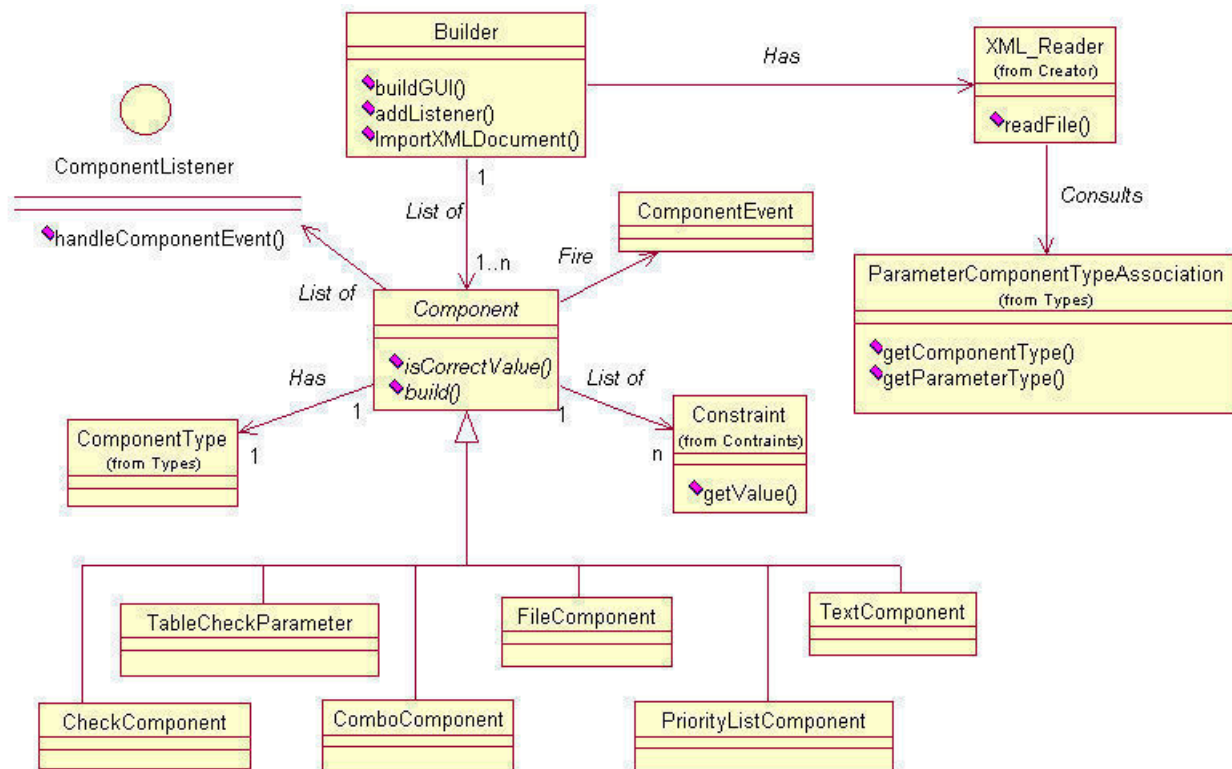 Builder
buildGUI()
addListener()
ImportXMLDocument()
Has
XML_Reader
(from Creator)
readFile()
ComponentListener
handleComponentEvent()
1
List of
1..n
ComponentEvent
Fire
Consults
List of
Component
isCorrectValue()
build()
ParameterComponentTypeAssociation
(from Types)
getComponentType()
getParameterType()
Has
1
1
List of
1
n
ComponentType
(from Types)
Constraint
(from Contraints)
getValue()
TableCheckParameter
FileComponent
TextComponent
CheckComponent
ComboComponent
PriorityListComponent